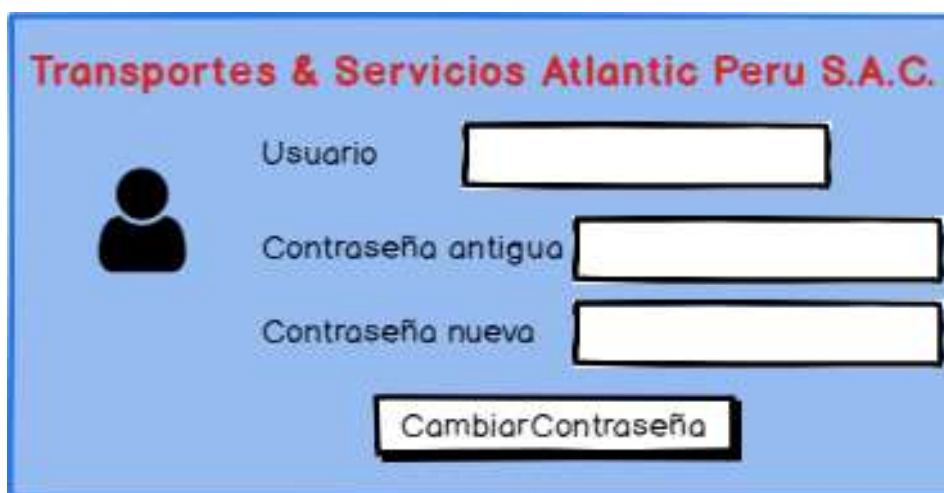 Transportes & Servicios Atlantic Peru S.A.C.
Usuario
Contraseña antigua
Contraseña nueva
CambiarContraseña